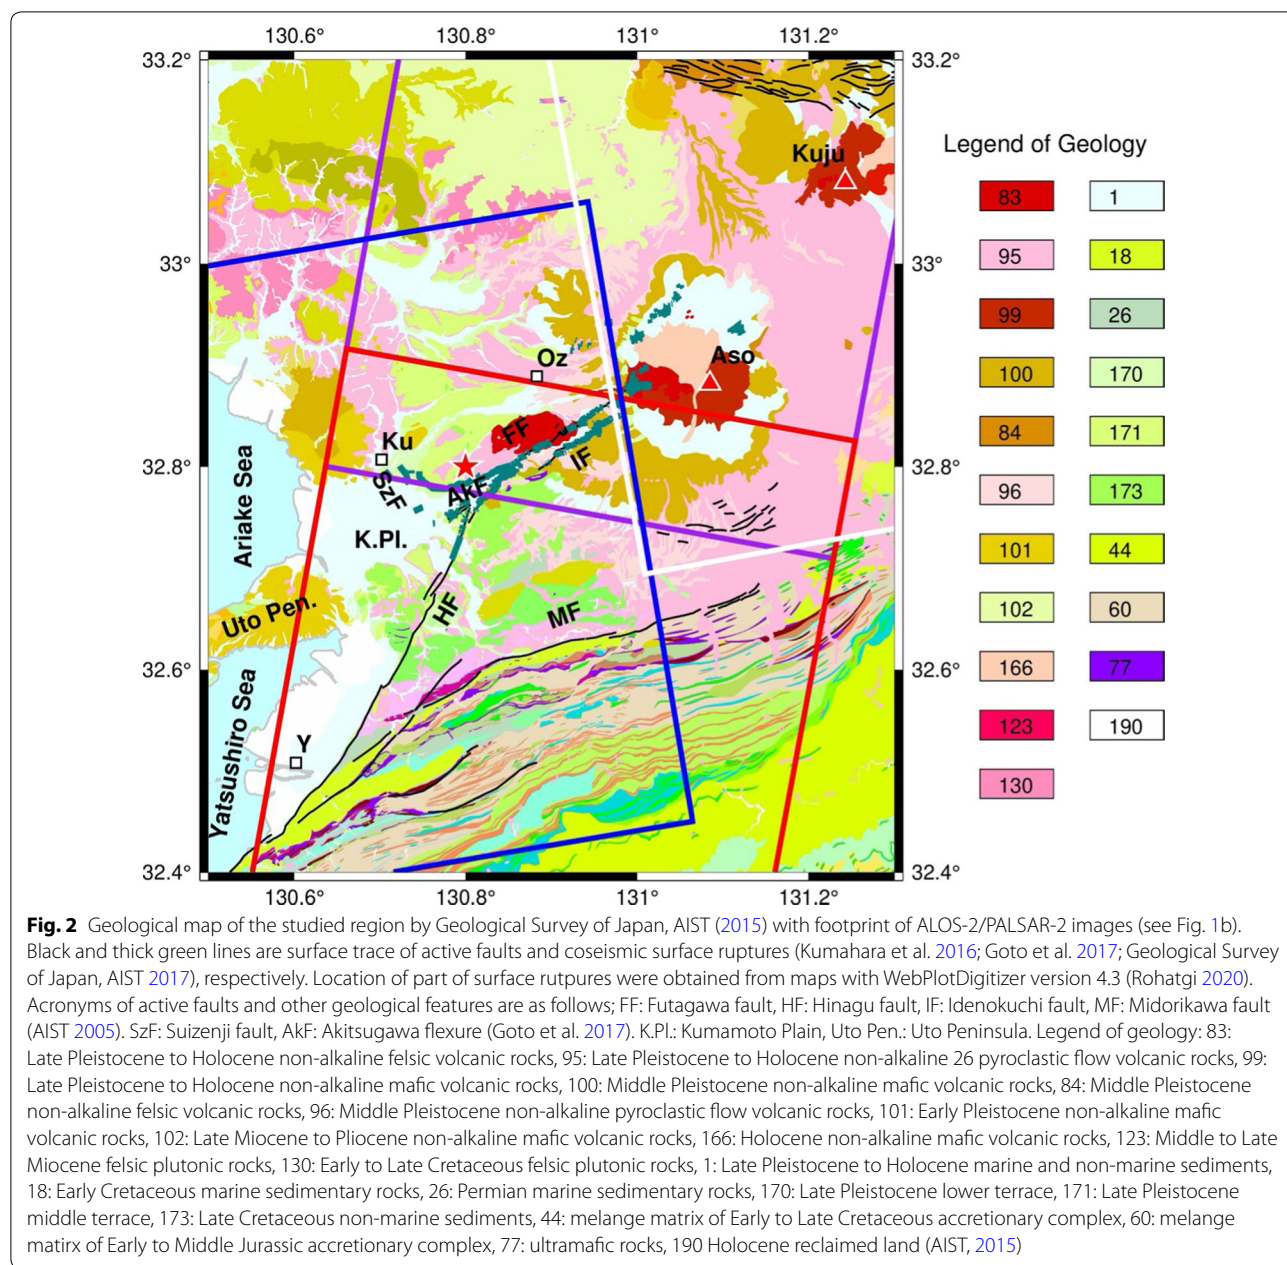 130.6° 130.8° 131° 131.2°
33.2° 33.2°
Kuju
Legend of Geology
83 1
95 18
33° 33°
99 26
Oz Aso
100 170
FF
84 171
Ku IF
32.8° 32.8°
SzF AkF
96 173
Ariake Sea
K.Pl.
101 44
Uto Pen. HF MF
102 60
32.6° 32.6°
166 77
Yatsushiro Sea
123 190
Y
130
32.4° 32.4°
130.6° 130.8° 131° 131.2°
Fig. 2 Geological map of the studied region by Geological Survey of Japan, AIST (2015) with footprint of ALOS-2/PALSAR-2 images (see Fig. 1b).
Black and thick green lines are surface trace of active faults and coseismic surface ruptures (Kumahara et al. 2016; Goto et al. 2017; Geological Survey
of Japan, AIST 2017), respectively. Location of part of surface rutpures were obtained from maps with WebPlotDigitizer version 4.3 (Rohatgi 2020).
Acronyms of active faults and other geological features are as follows; FF: Futagawa fault, HF: Hinagu fault, IF: Idenokuchi fault, MF: Midorikawa fault
(AIST 2005). SzF: Suizenji fault, AkF: Akitsugawa flexure (Goto et al. 2017). K.Pl.: Kumamoto Plain, Uto Pen.: Uto Peninsula. Legend of geology: 83:
Late Pleistocene to Holocene non-alkaline felsic volcanic rocks, 95: Late Pleistocene to Holocene non-alkaline 26 pyroclastic flow volcanic rocks, 99:
Late Pleistocene to Holocene non-alkaline mafic volcanic rocks, 100: Middle Pleistocene non-alkaline mafic volcanic rocks, 84: Middle Pleistocene
non-alkaline felsic volcanic rocks, 96: Middle Pleistocene non-alkaline pyroclastic flow volcanic rocks, 101: Early Pleistocene non-alkaline mafic
volcanic rocks, 102: Late Miocene to Pliocene non-alkaline mafic volcanic rocks, 166: Holocene non-alkaline mafic volcanic rocks, 123: Middle to Late
Miocene felsic plutonic rocks, 130: Early to Late Cretaceous felsic plutonic rocks, 1: Late Pleistocene to Holocene marine and non-marine sediments,
18: Early Cretaceous marine sedimentary rocks, 26: Permian marine sedimentary rocks, 170: Late Pleistocene lower terrace, 171: Late Pleistocene
middle terrace, 173: Late Cretaceous non-marine sediments, 44: melange matrix of Early to Late Cretaceous accretionary complex, 60: melange
matirx of Early to Middle Jurassic accretionary complex, 77: ultramafic rocks, 190 Holocene reclaimed land (AIST, 2015)